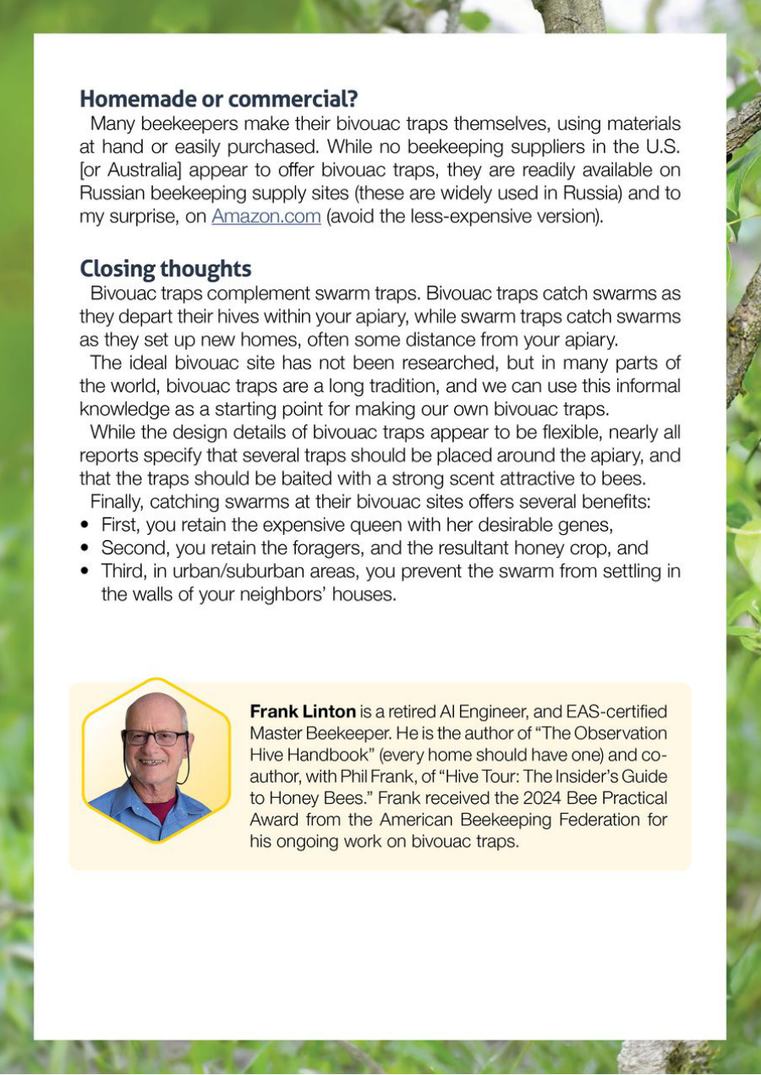 Homemade or commercial?
Many beekeepers make their bivouac traps themselves, using materials
at hand or easily purchased. While no beekeeping suppliers in the U.S.
[or Australia] appear to offer bivouac traps, they are readily available on
Russian beekeeping supply sites (these are widely used in Russia) and to
my surprise, on Amazon.com (avoid the less-expensive version).
Closing thoughts
Bivouac traps complement swarm traps. Bivouac traps catch swarms as
they depart their hives within your apiary, while swarm traps catch swarms
as they set up new homes, often some distance from your apiary.
The ideal bivouac site has not been researched, but in many parts of
the world, bivouac traps are a long tradition, and we can use this informal
knowledge as a starting point for making our own bivouac traps.
While the design details of bivouac traps appear to be flexible, nearly all
reports specify that several traps should be placed around the apiary, and
that the traps should be baited with a strong scent attractive to bees.
Finally, catching swarms at their bivouac sites offers several benefits:
• First, you retain the expensive queen with her desirable genes,
• Second, you retain the foragers, and the resultant honey crop, and
• Third, in urban/suburban areas, you prevent the swarm from settling in
the walls of your neighbors’ houses.
Frank Linton is a retired AI Engineer, and EAS-certified
Master Beekeeper. He is the author of “The Observation
Hive Handbook” (every home should have one) and co-
author, with Phil Frank, of “Hive Tour: The Insider’s Guide
to Honey Bees.” Frank received the 2024 Bee Practical
Award from the American Beekeeping Federation for
his ongoing work on bivouac traps.